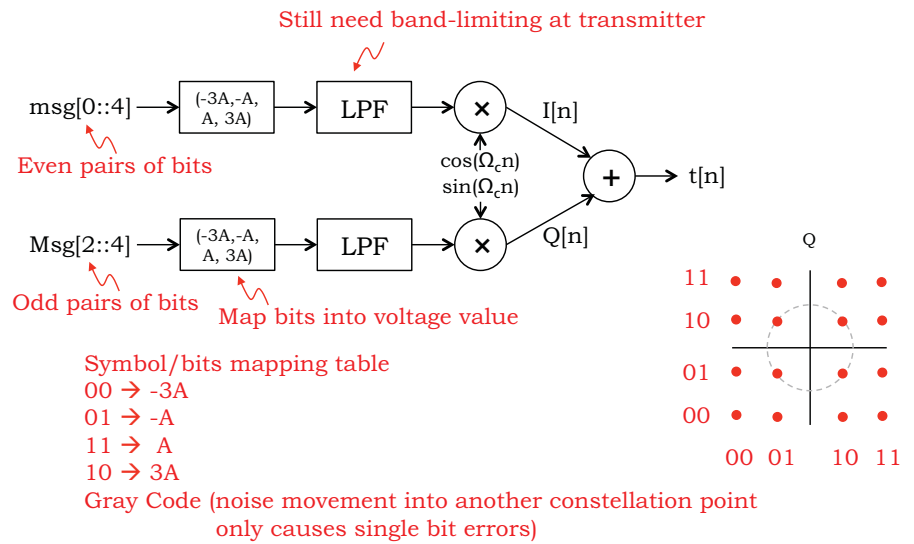 Still need band-limiting at transmitter
msg[0::4]
(-3A,-A,
A, 3A)
LPF
×
I[n]
Even pairs of bits
cos(Ωcn)
sin(Ωcn)
+
t[n]
Msg[2::4]
(-3A,-A,
A, 3A)
LPF
×
Q[n]
Odd pairs of bits
Map bits into voltage value
Q
11
10
01
00
00 01 10 11
Symbol/bits mapping table
00 → -3A
01 → -A
11 → A
10 → 3A
Gray Code (noise movement into another constellation point
only causes single bit errors)